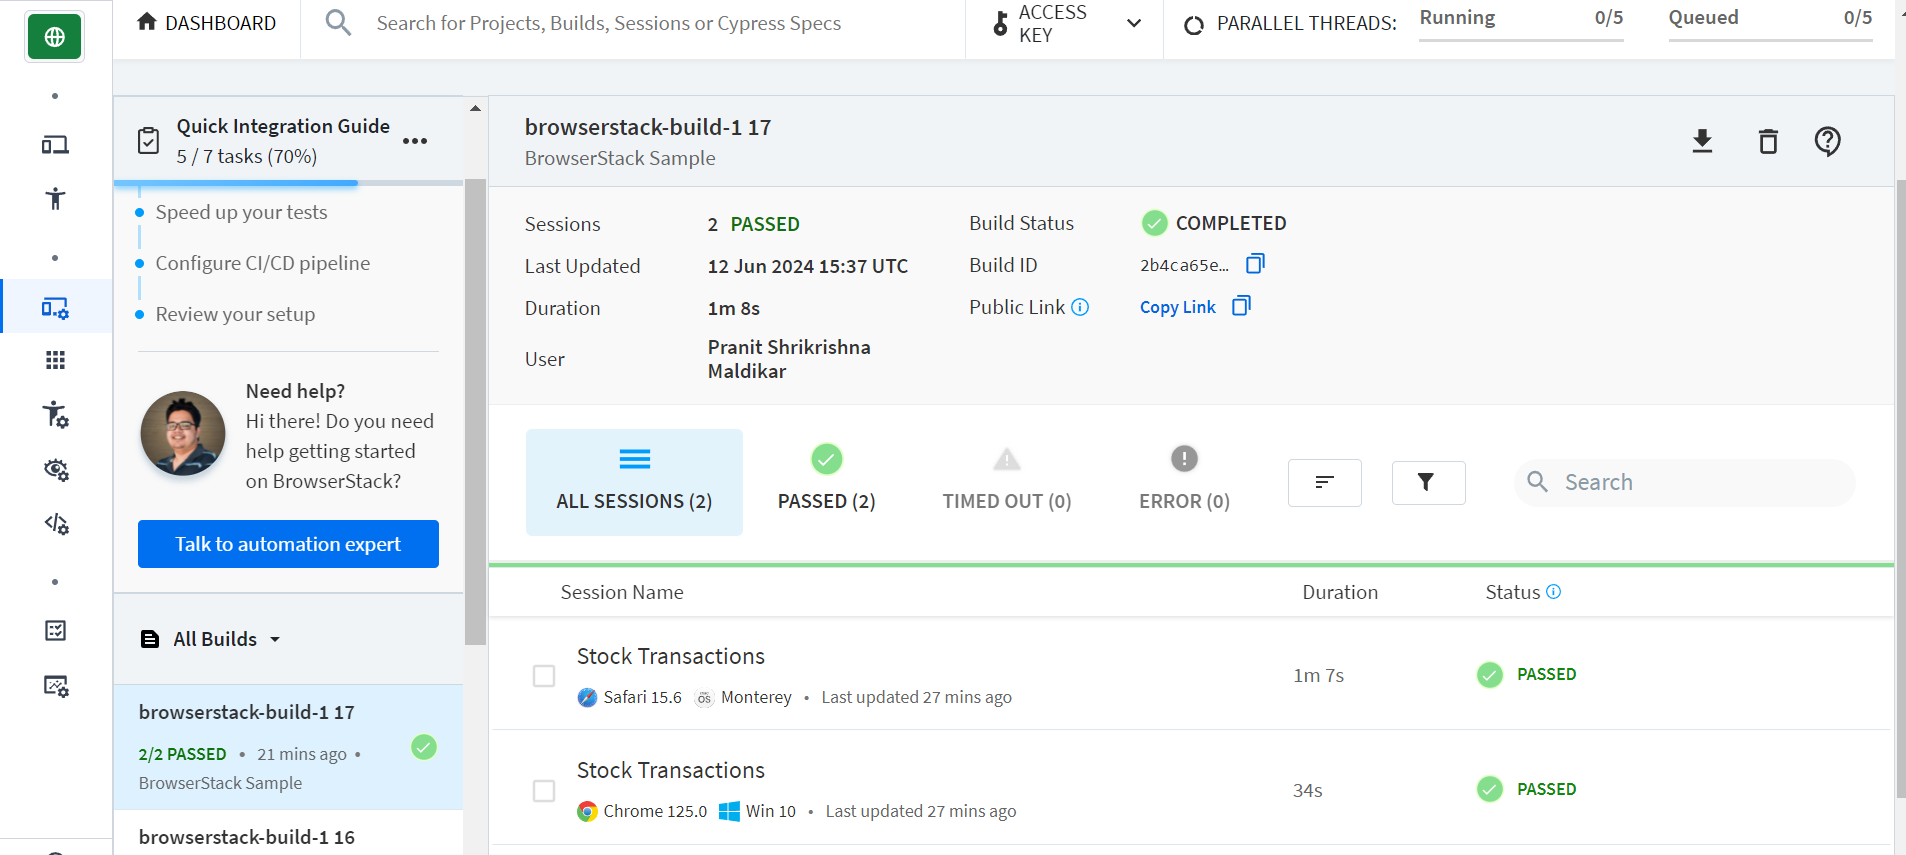 DASHBOARD
Search for Projects, Builds, Sessions or Cypress Specs
ACCESS
KEY
PARALLEL THREADS:
Running 0/5
Queued 0/5
Quick Integration Guide
5 / 7 tasks (70%)
Speed up your tests
Configure CI/CD pipeline
Review your setup
Need help?
Hi there! Do you need
help getting started
on BrowserStack?
Talk to automation expert
All Builds
browserstack-build-1 17
2/2 PASSED • 21 mins ago •
BrowserStack Sample
browserstack-build-1 16
browserstack-build-1 17
BrowserStack Sample
Sessions 2 PASSED
Last Updated 12 Jun 2024 15:37 UTC
Duration 1m 8s
User Pranit Shrikrishna
Maldikar
Build Status COMPLETED
Build ID 2b4ca65e...
Public Link Copy Link
ALL SESSIONS (2)
PASSED (2)
TIMED OUT (0)
ERROR (0)
Search
Session Name Duration Status
Stock Transactions
Safari 15.6 Monterey • Last updated 27 mins ago
1m 7s
PASSED
Stock Transactions
Chrome 125.0 Win 10 • Last updated 27 mins ago
34s
PASSED